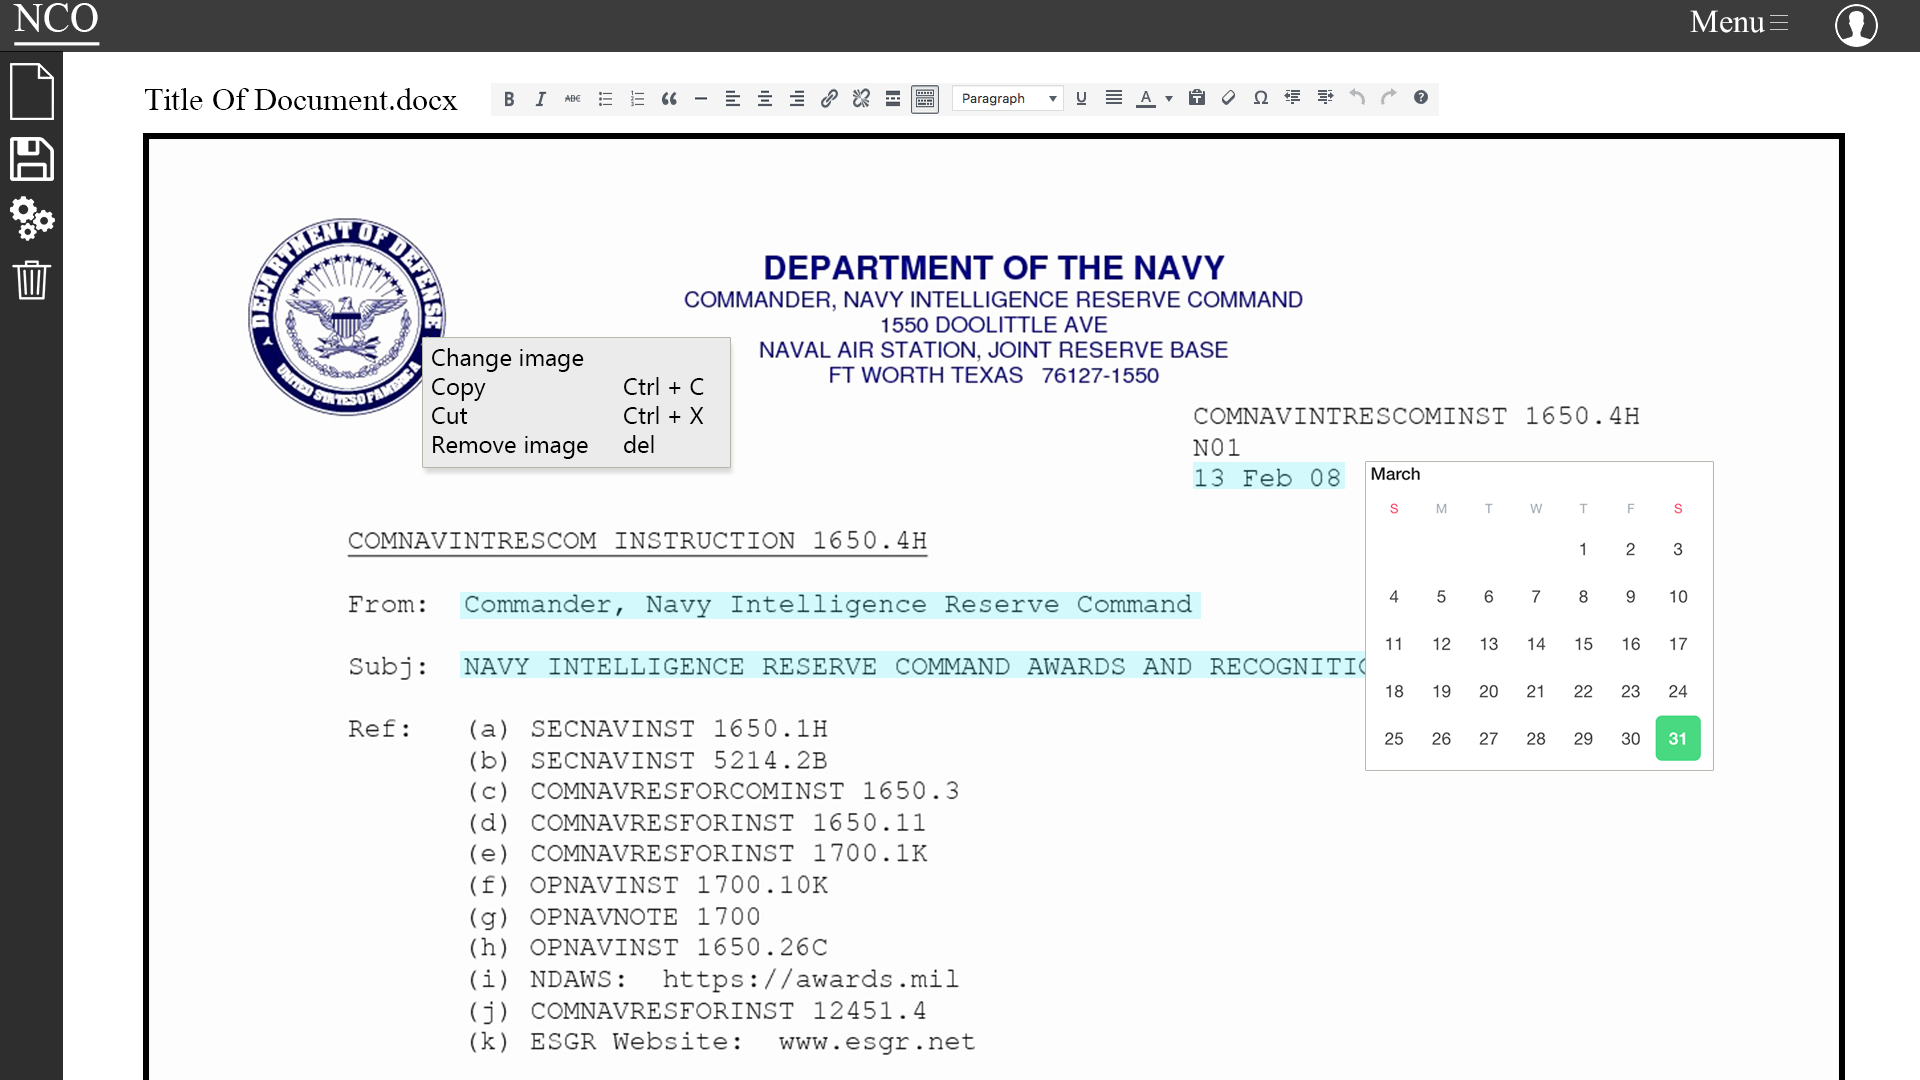 NCO
Menu
Title Of Document.docx
B I ABC Paragraph U A Ω ?
DEPARTMENT OF DEFENSE
UNITED STATESO FAMERICA
DEPARTMENT OF THE NAVY
COMMANDER, NAVY INTELLIGENCE RESERVE COMMAND
1550 DOOLITTLE AVE
NAVAL AIR STATION, JOINT RESERVE BASE
FT WORTH TEXAS 76127-1550
Change image
Copy Ctrl + C
Cut Ctrl + X
Remove image del
COMNAVINTRESCOMINST 1650.4H
N01
13 Feb 08
March
S M T W T F S
1 2 3
4 5 6 7 8 9 10
11 12 13 14 15 16 17
18 19 20 21 22 23 24
25 26 27 28 29 30 31
COMNAVINTRESCOM INSTRUCTION 1650.4H
From: Commander, Navy Intelligence Reserve Command
Subj: NAVY INTELLIGENCE RESERVE COMMAND AWARDS AND
Ref: (a) SECNAVINST 1650.1H
(b) SECNAVINST 5214.2B
(c) COMNAVRESFORCOMINST 1650.3
(d) COMNAVRESFORINST 1650.11
(e) COMNAVRESFORINST 1700.1K
(f) OPNAVINST 1700.10K
(g) OPNAVNOTE 1700
(h) OPNAVINST 1650.26C
(i) NDAWS: https://awards.mil
(j) COMNAVRESFORINST 12451.4
(k) ESGR Website: www.esgr.net